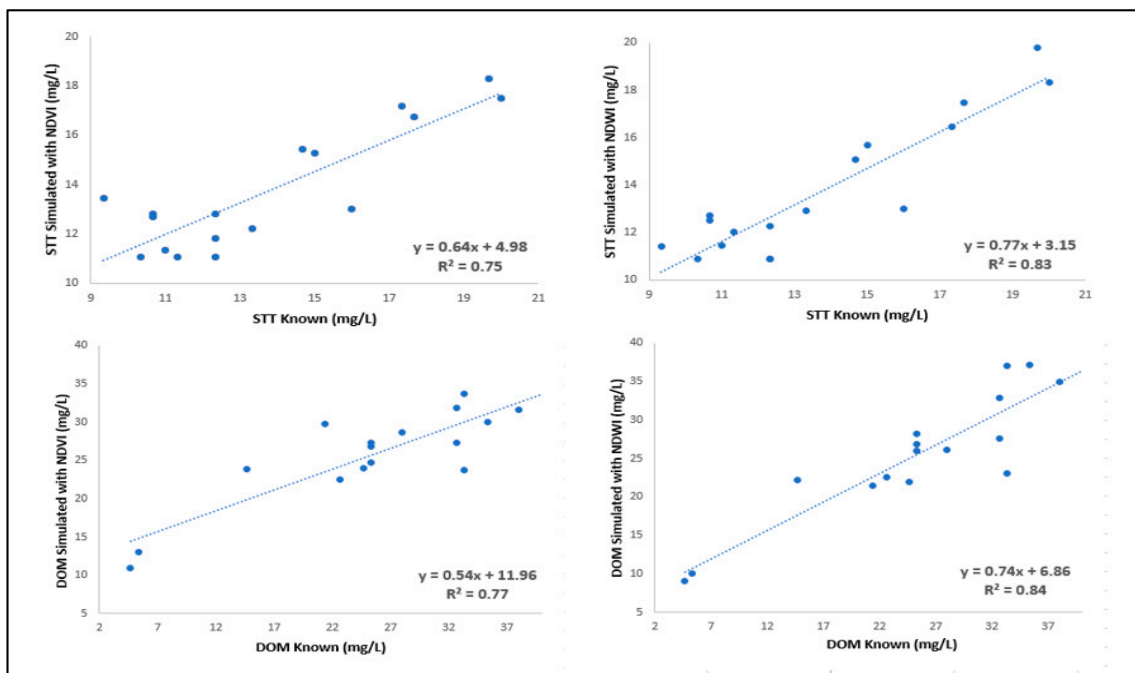 20
18
16
14
12
10
STT Simulated with NDVI (mg/L)
y = 0.64x + 4.98
R² = 0.75
9 11 13 15 17 19 21
STT Known (mg/L)
20
18
16
14
12
10
STT Simulated with NDWI (mg/L)
y = 0.77x + 3.15
R² = 0.83
9 11 13 15 17 19 21
STT Known (mg/L)
40
35
30
25
20
15
10
5
DOM Simulated with NDVI (mg/L)
y = 0.54x + 11.96
R² = 0.77
2 7 12 17 22 27 32 37
DOM Known (mg/L)
40
35
30
25
20
15
10
5
DOM Simulated with NDWI (mg/L)
y = 0.74x + 6.86
R² = 0.84
2 7 12 17 22 27 32 37
DOM Known (mg/L)